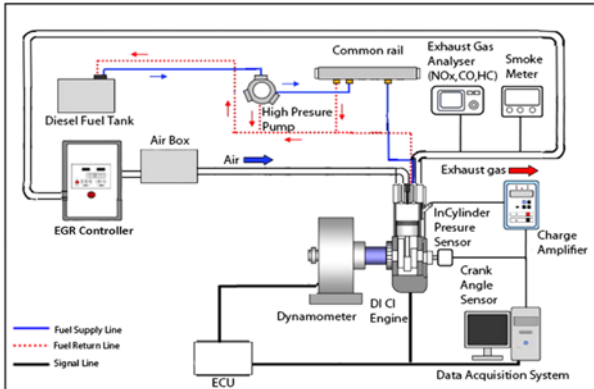 Common rail
Exhaust Gas
Analyser
(NOx,CO,HC)
Smoke
Meter
Diesel Fuel Tank
High Presure
Pump
Air Box
Air
Exhaust gas
EGR Controller
InCylinder
Presure
Sensor
Charge
Amplifier
Crank
Angle
Sensor
Dynamometer
DI CI
Engine
Fuel Supply Line
Fuel Return Line
Signal Line
ECU
Data Acquisition System